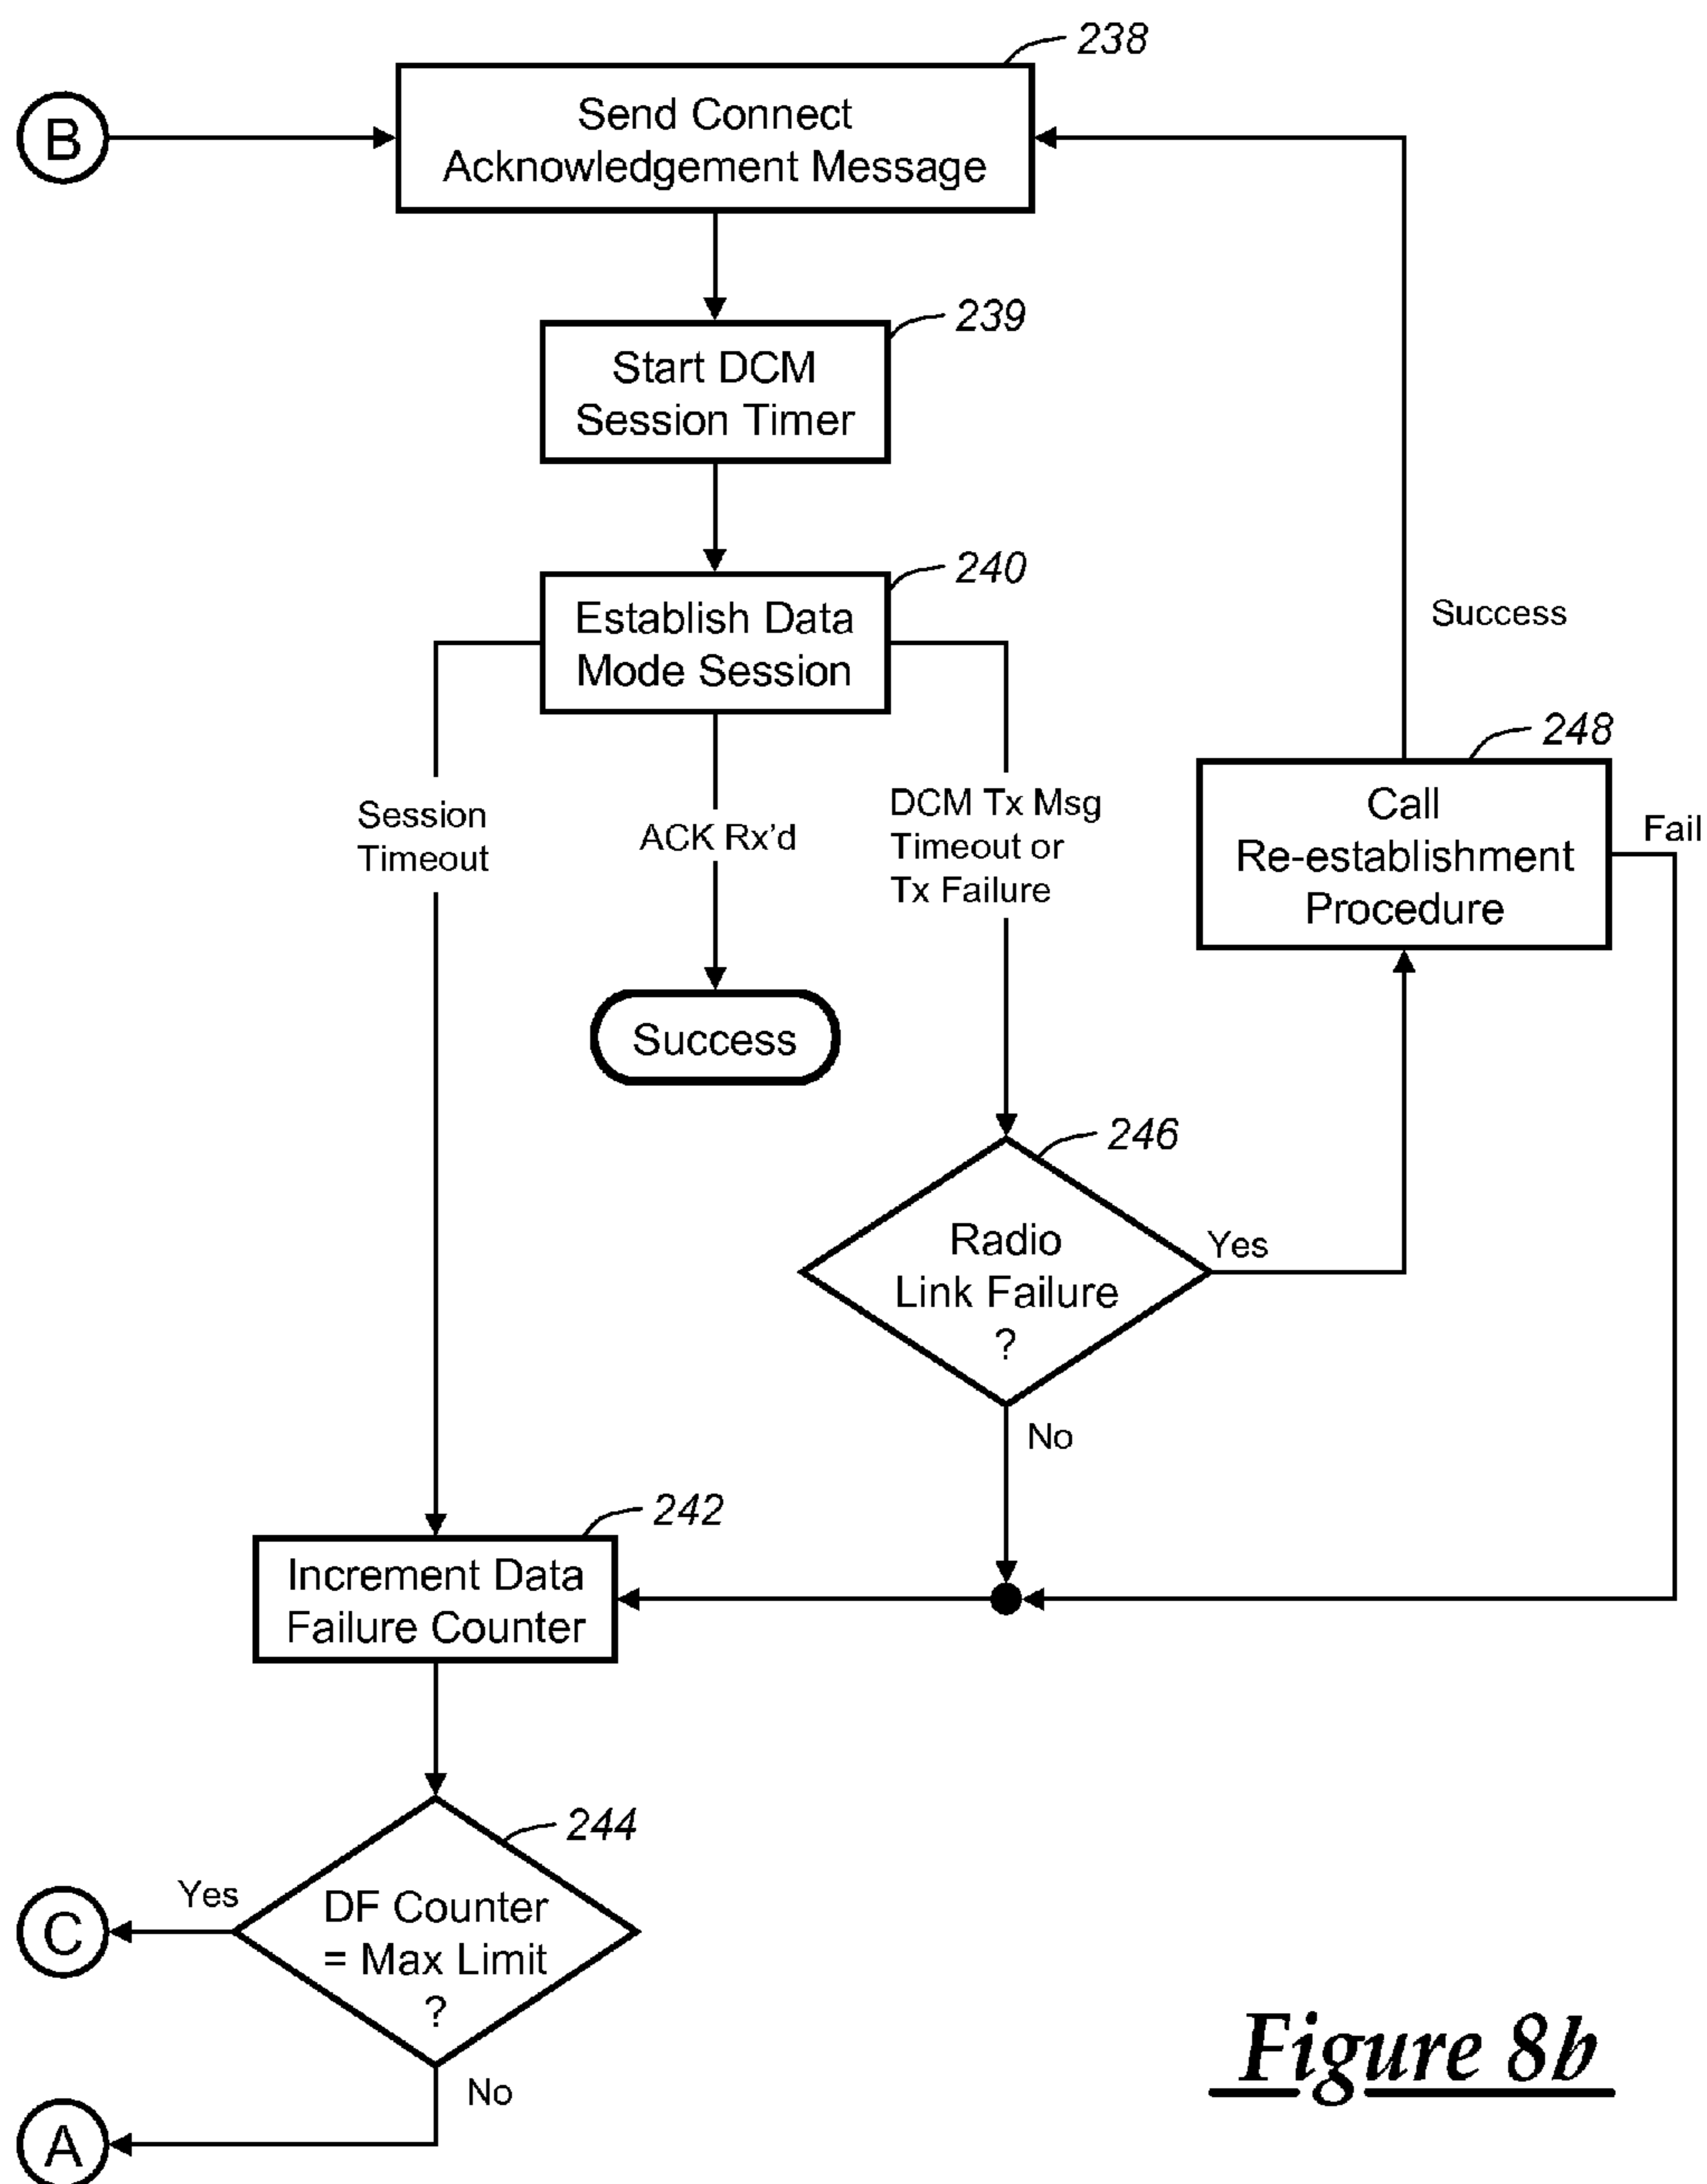 238
B
Send Connect
Acknowledgement Message
239
Start DCM
Session Timer
240
Establish Data
Mode Session
Success
248
Call
Re-establishment
Procedure
Fail
Session
Timeout
ACK Rx'd
DCM Tx Msg
Timeout or
Tx Failure
Success
246
Radio
Link Failure
?
Yes
No
242
Increment Data
Failure Counter
244
DF Counter
= Max Limit
?
Yes
C
No
A
Figure 8b